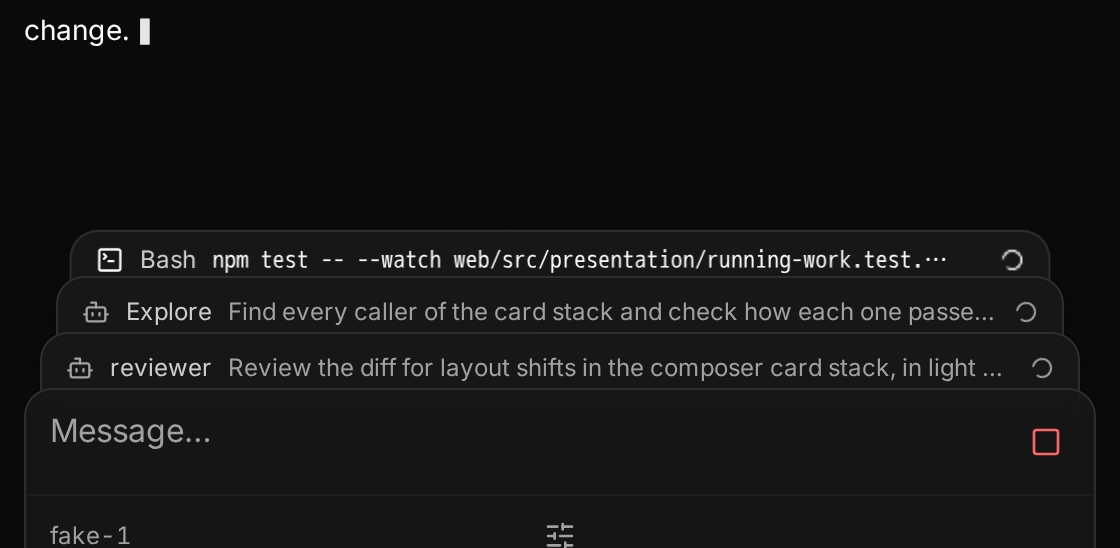 change.
Bash npm test -- --watch web/src/presentation/running-work.test.…
Explore Find every caller of the card stack and check how each one passe…
reviewer Review the diff for layout shifts in the composer card stack, in light …
Message…
fake-1